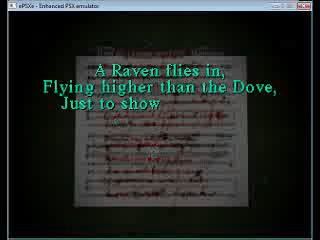 ePSXe - Enhanced PSX emulator
A Raven flies in,
Flying higher than the Dove,
Just to show